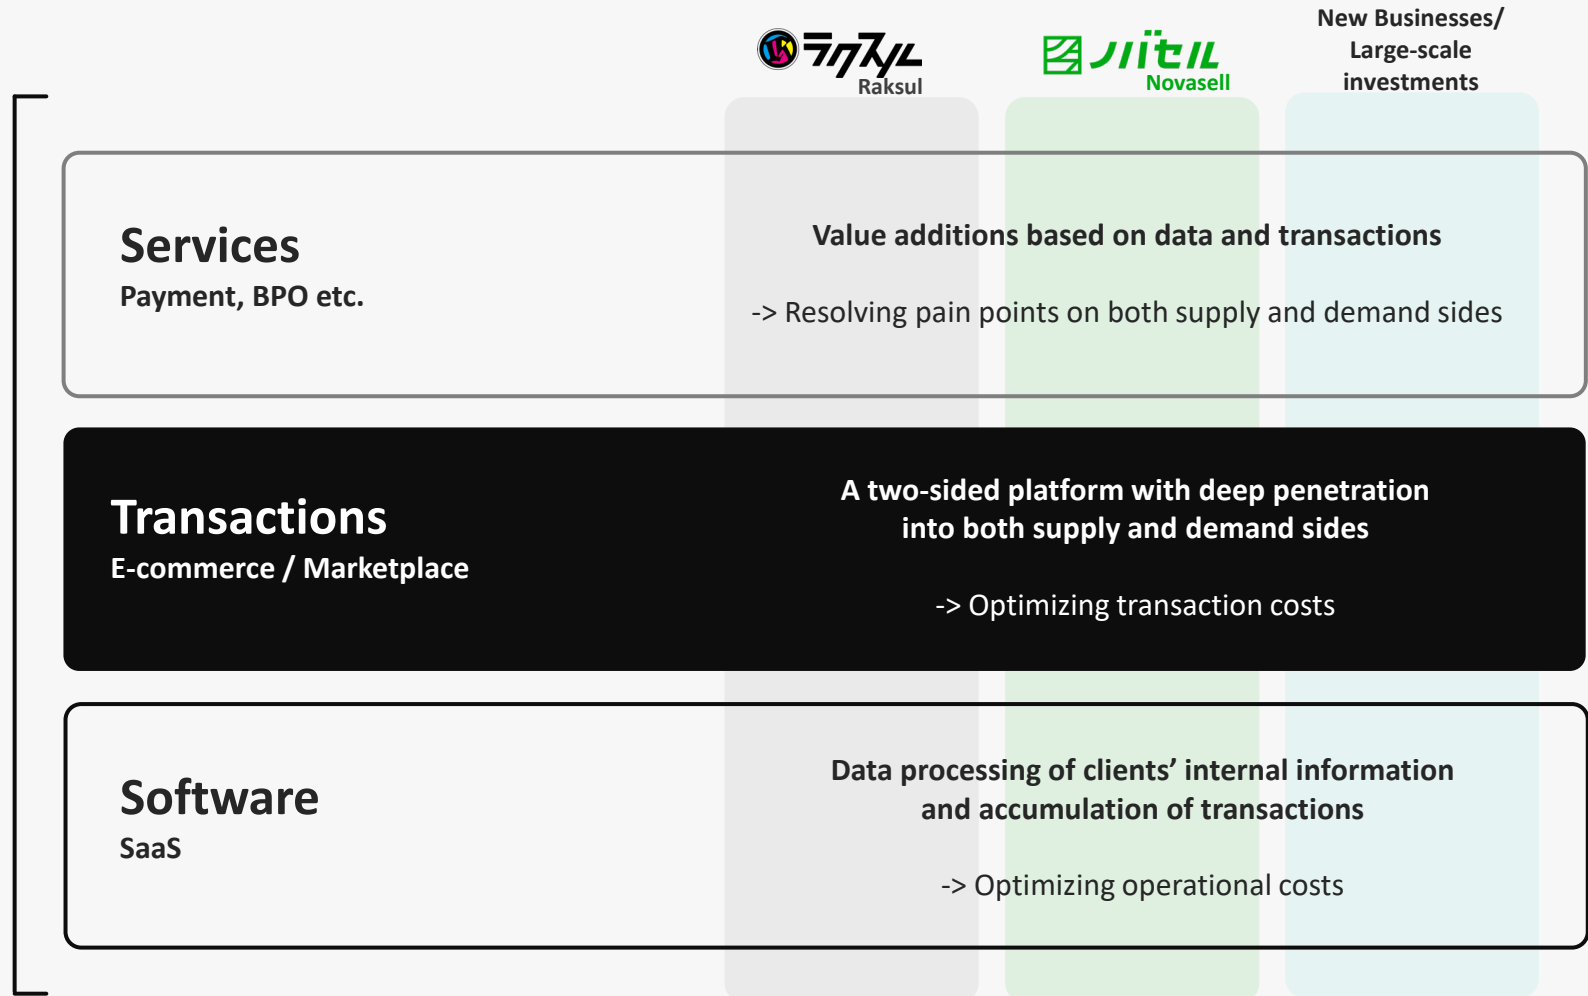 ラクスル
Raksul
ノバセル
Novasell
New Businesses/
Large-scale
investments
Services
Payment, BPO etc.
Value additions based on data and transactions
-> Resolving pain points on both supply and demand sides
Transactions
E-commerce / Marketplace
A two-sided platform with deep penetration
into both supply and demand sides
-> Optimizing transaction costs
Software
SaaS
Data processing of clients’ internal information
and accumulation of transactions
-> Optimizing operational costs